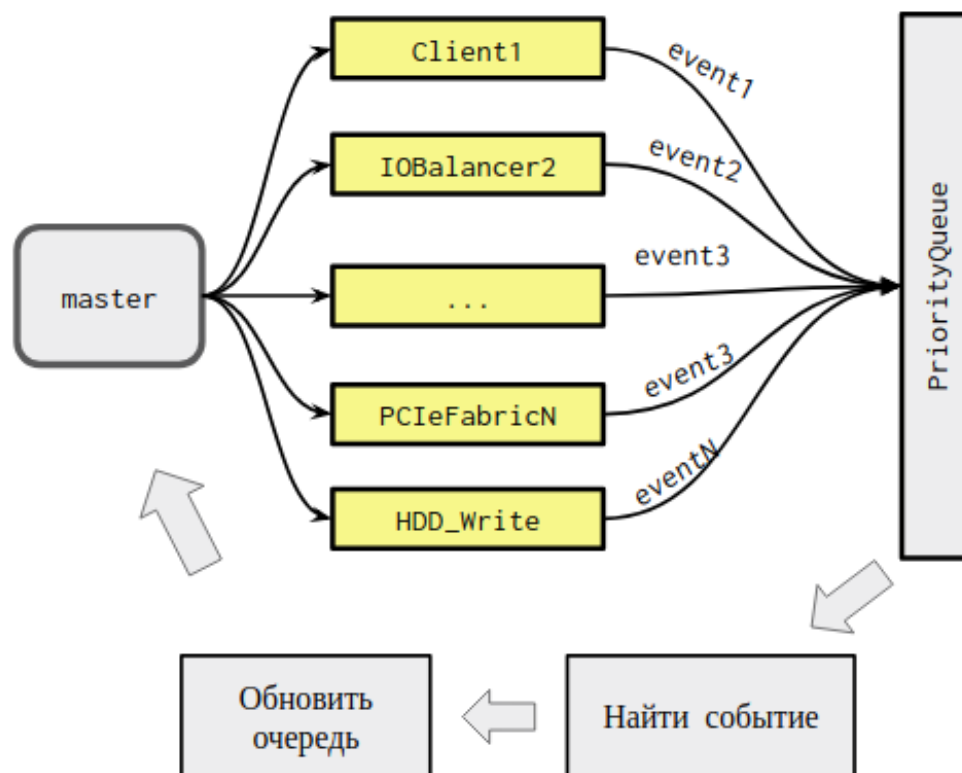 Client1
event1
IOBalancer2
event2
master
...
event3
PriorityQueue
PCIeFabricN
event3
HDD_Write
eventN
Обновить
очередь
Найти событие